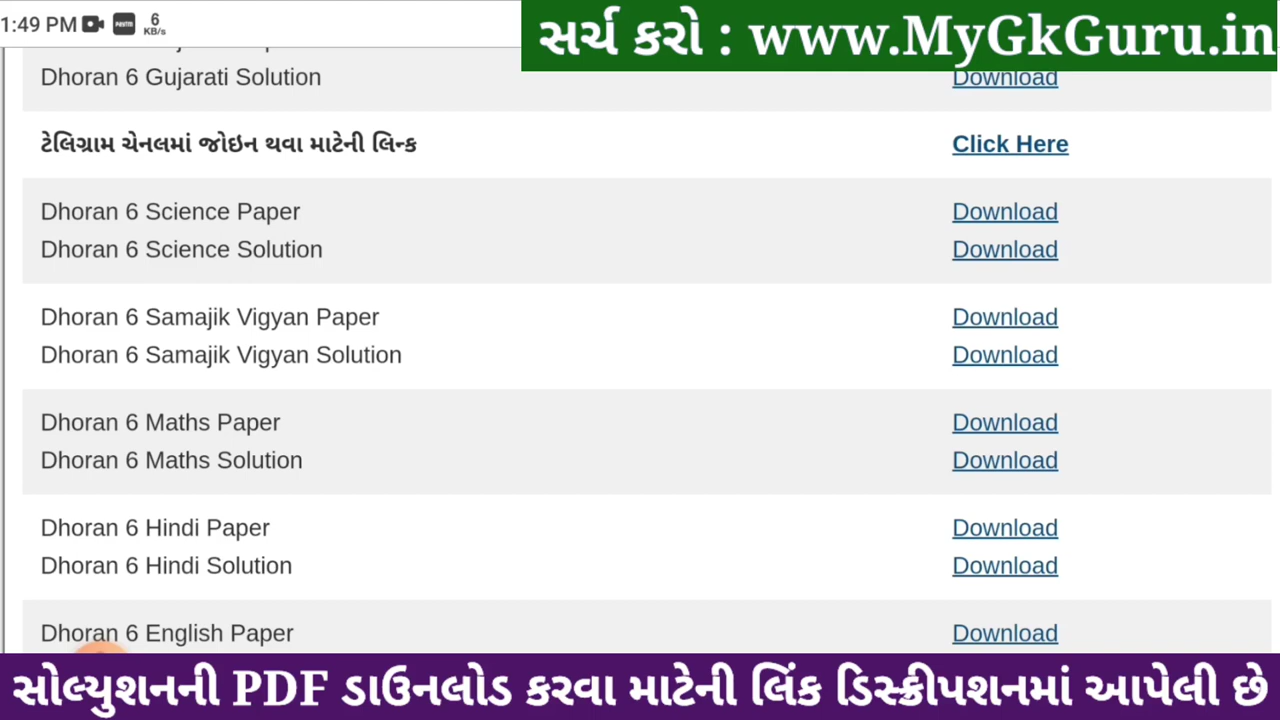 1:49 PM
Paytm
6
KB/s
સર્ચ કરો : www.MyGkGuru.in
Dhoran 6 Gujarati Solution Download
ટેલિગ્રામ ચેનલમાં જોઇન થવા માટેની લિન્ક Click Here
Dhoran 6 Science Paper Download
Dhoran 6 Science Solution Download
Dhoran 6 Samajik Vigyan Paper Download
Dhoran 6 Samajik Vigyan Solution Download
Dhoran 6 Maths Paper Download
Dhoran 6 Maths Solution Download
Dhoran 6 Hindi Paper Download
Dhoran 6 Hindi Solution Download
Dhoran 6 English Paper Download
સોલ્યુશનની PDF ડાઉનલોડ કરવા માટેની લિંક ડિસ્ક્રીપશનમાં આપેલી છે